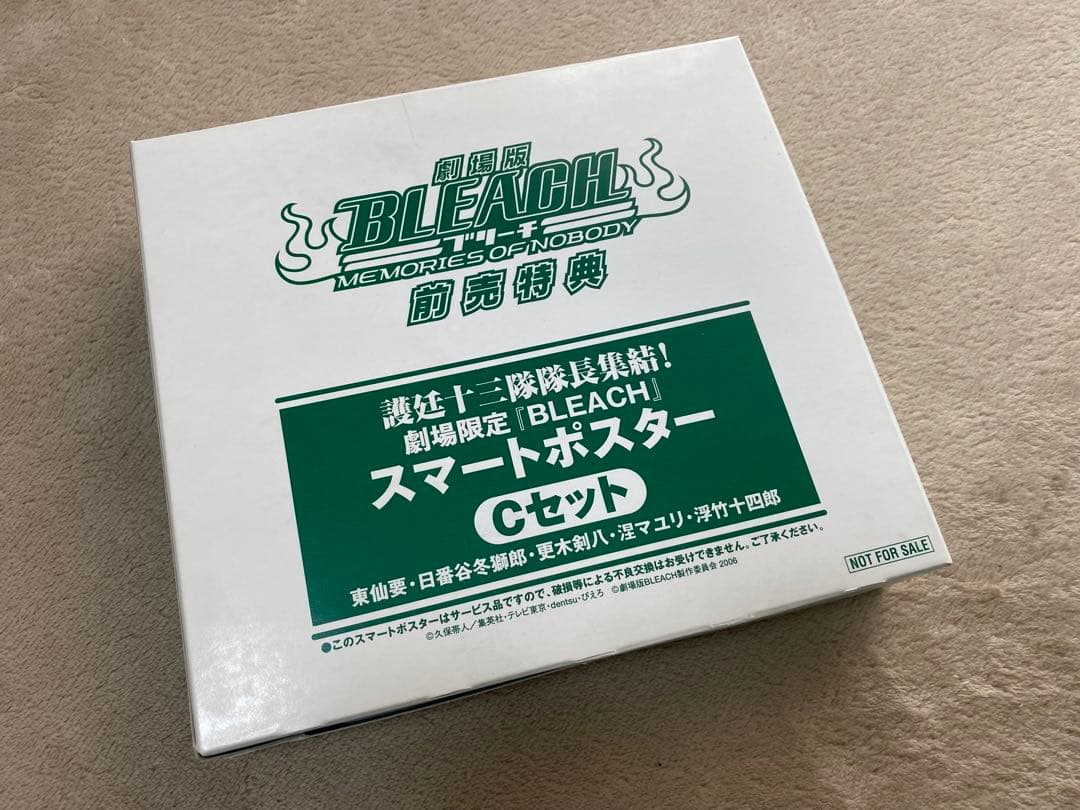 劇場版
BLEACH
ブリーチ
MEMORIES OF NOBODY
前売特典
護廷十三隊隊長集結!
劇場限定『BLEACH』
スマートポスター
Cセット
東仙要・日番谷冬獅郎・更木剣八・涅マユリ・浮竹十四郎
●このスマートポスターはサービス品ですので、破損等による不良交換はお受けできません。ご了承ください。
©久保帯人/集英社・テレビ東京・dentsu・ぴえろ ©劇場版BLEACH製作委員会 2006
NOT FOR SALE